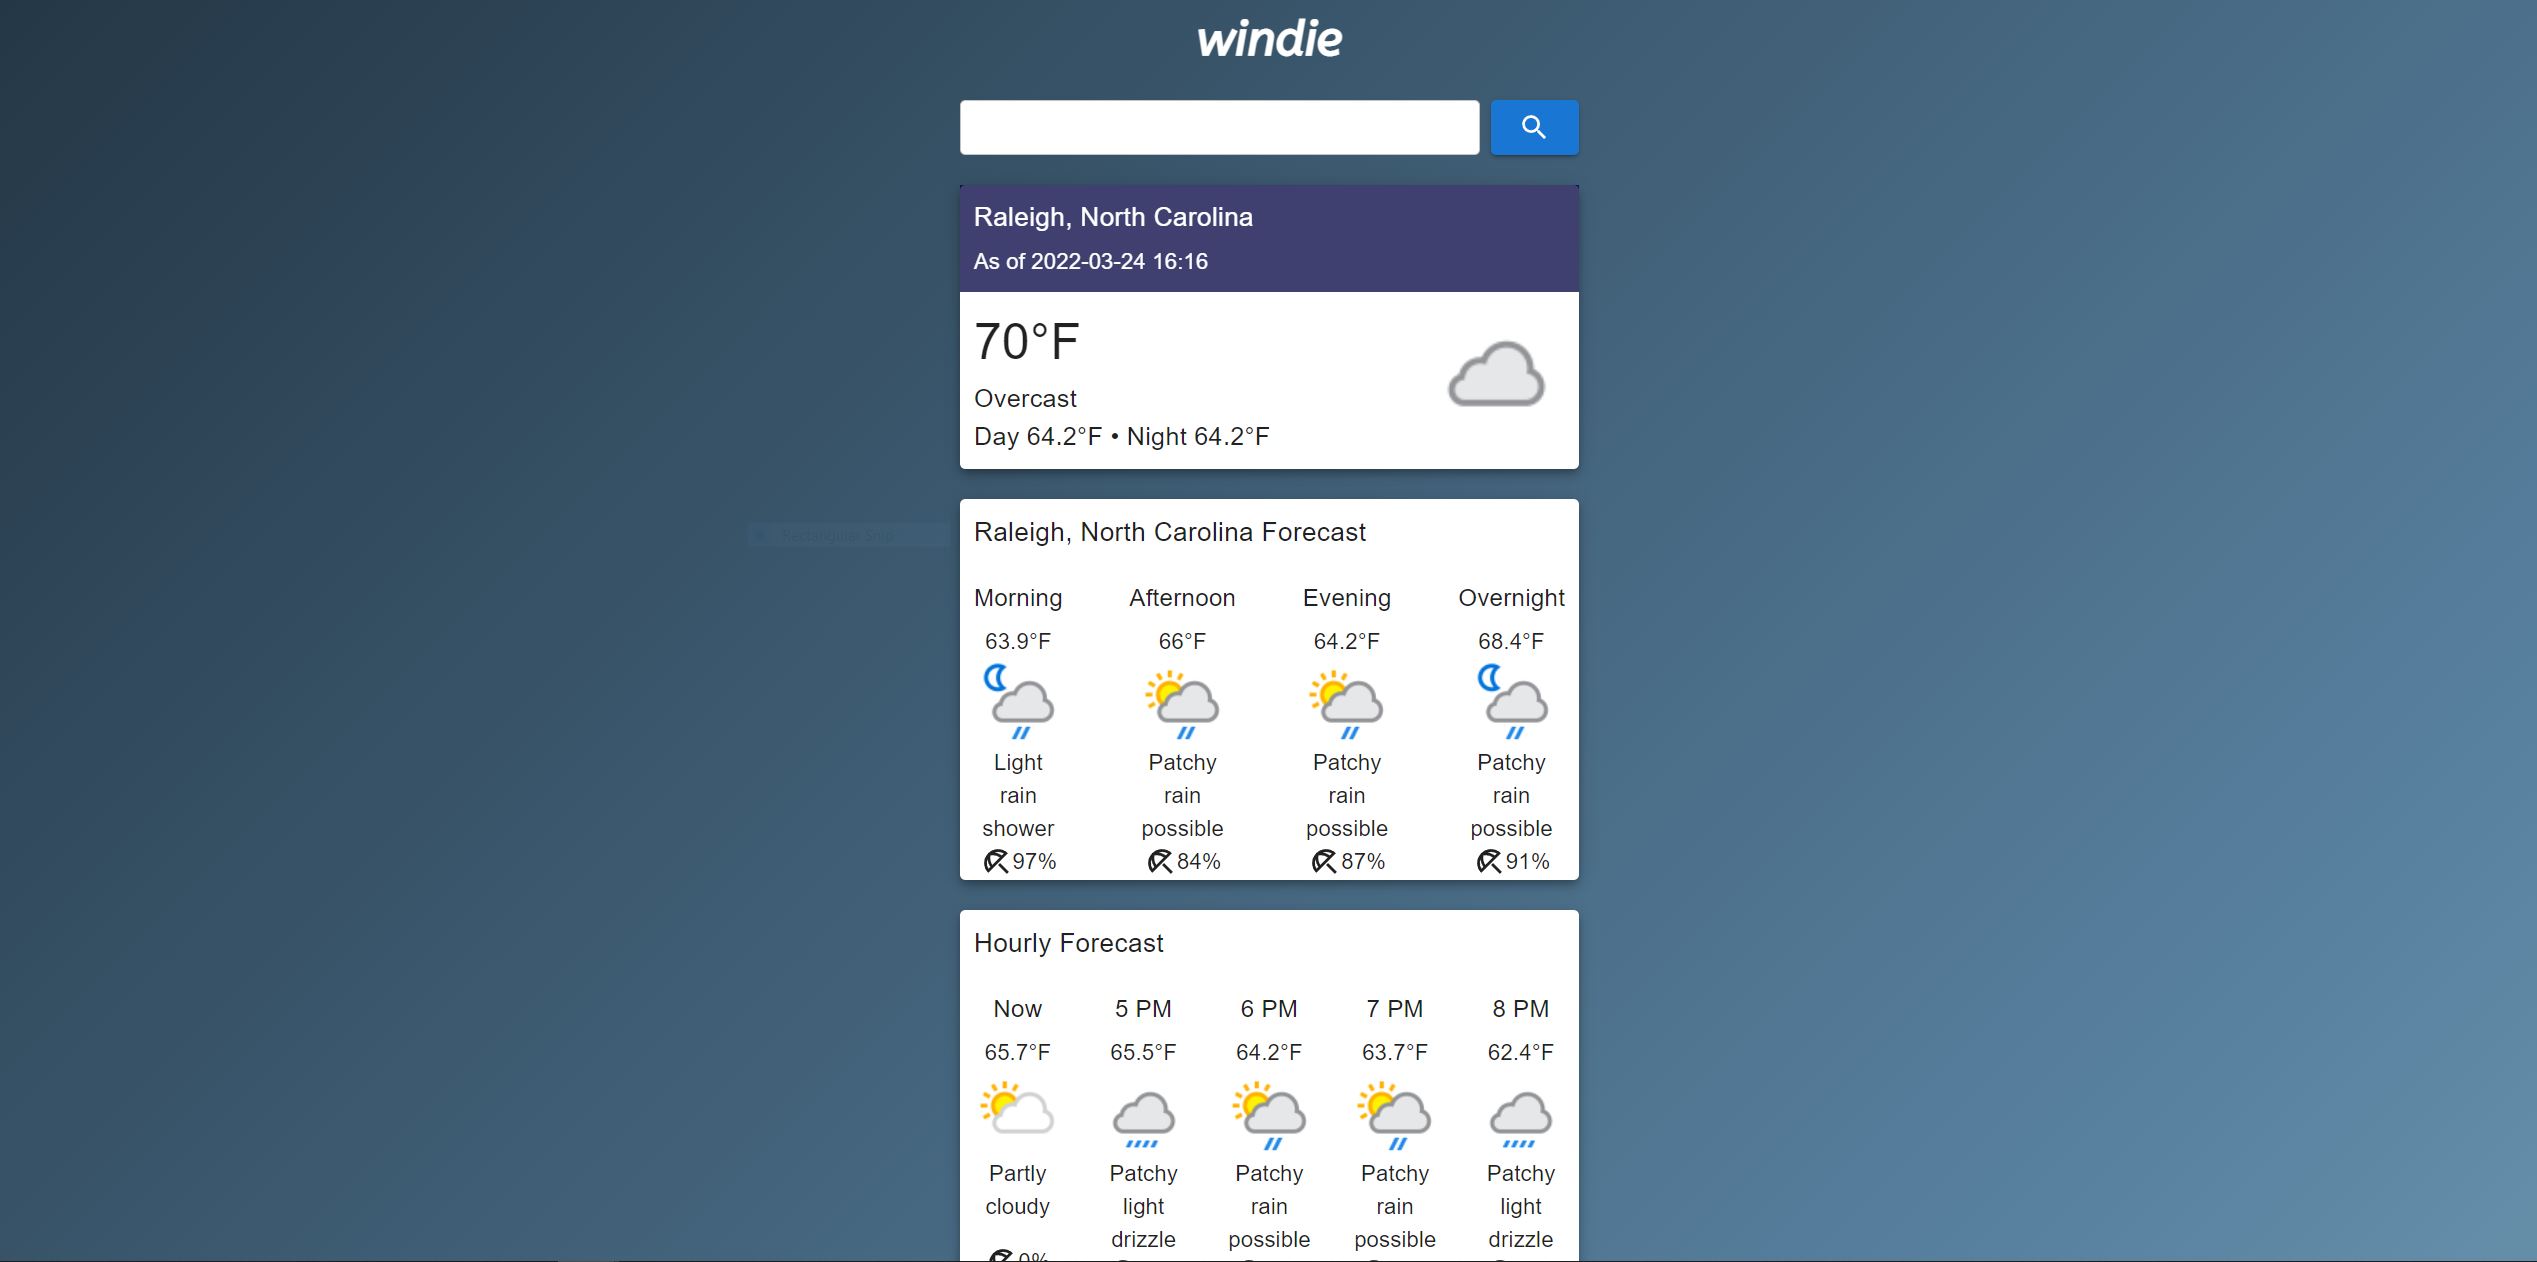 windie
Raleigh, North Carolina
As of 2022-03-24 16:16
70°F
Overcast
Day 64.2°F • Night 64.2°F
Rectangular Snip
Raleigh, North Carolina Forecast
Morning Afternoon Evening Overnight
63.9°F 66°F 64.2°F 68.4°F
Light Patchy Patchy Patchy
rain rain rain rain
shower possible possible possible
97% 84% 87% 91%
Hourly Forecast
Now 5 PM 6 PM 7 PM 8 PM
65.7°F 65.5°F 64.2°F 63.7°F 62.4°F
Partly Patchy Patchy Patchy Patchy
cloudy light rain rain light
drizzle possible possible drizzle
0%